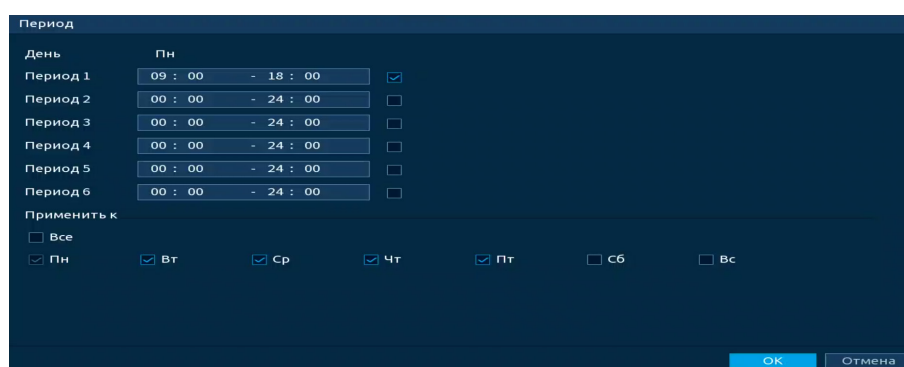 Период
День Пн
Период 1 09 : 00 - 18 : 00
Период 2 00 : 00 - 24 : 00
Период 3 00 : 00 - 24 : 00
Период 4 00 : 00 - 24 : 00
Период 5 00 : 00 - 24 : 00
Период 6 00 : 00 - 24 : 00
Применить к
Все
Пн Вт Ср Чт Пт Сб Вс
OK Отмена